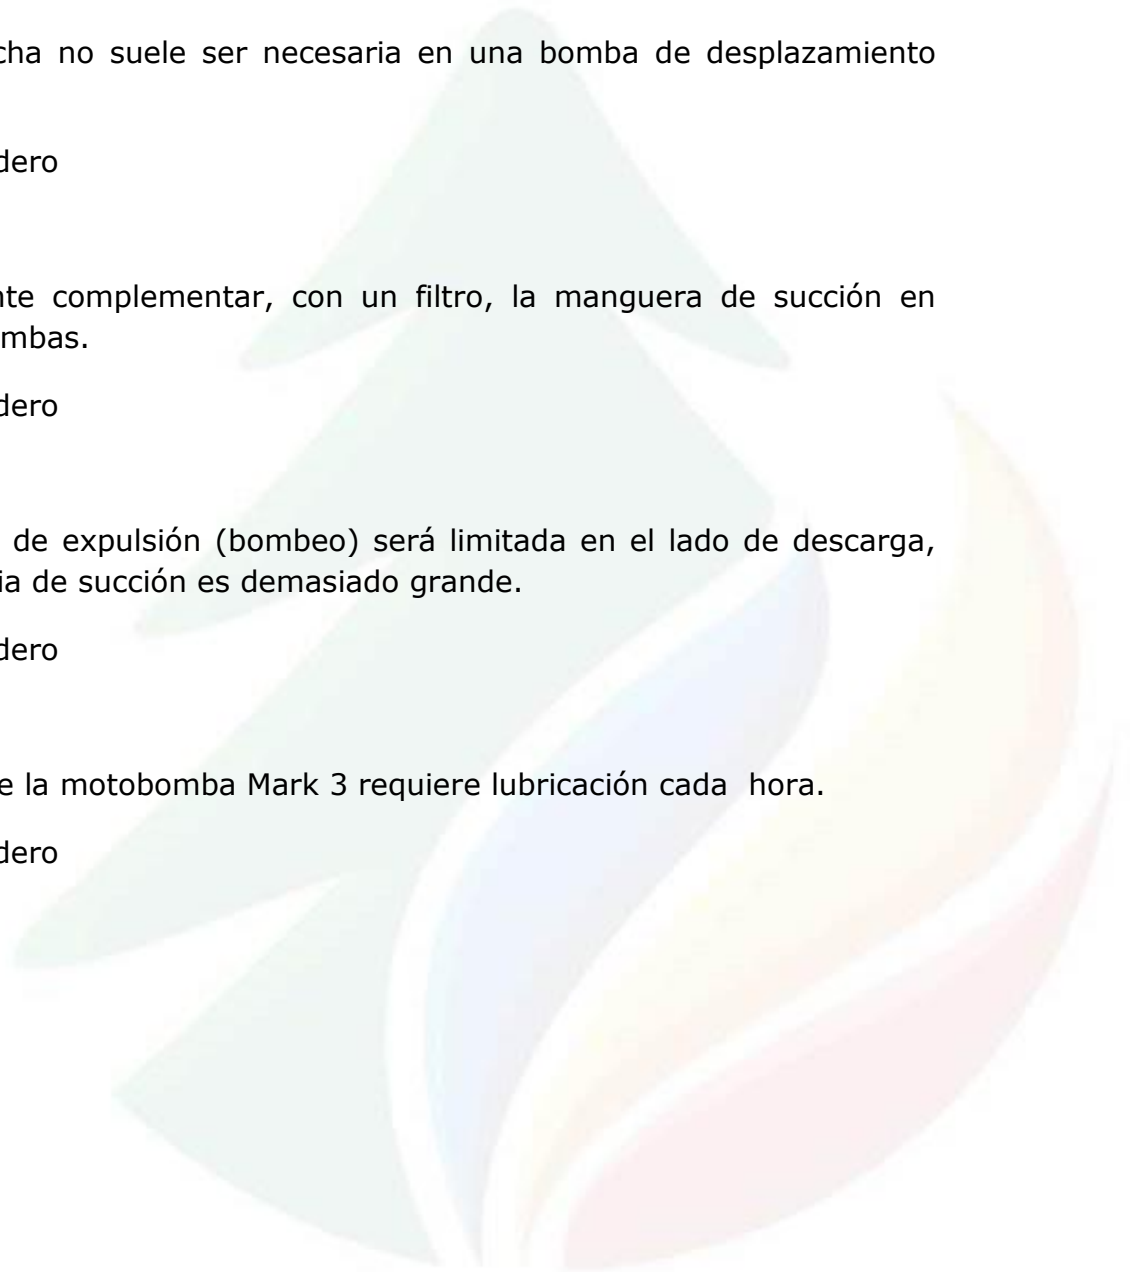 cha no suele ser necesaria en una bomba de desplazamiento
dero
nte complementar, con un filtro, la manguera de succión en
mbas.
dero
de expulsión (bombeo) será limitada en el lado de descarga,
ia de succión es demasiado grande.
dero
e la motobomba Mark 3 requiere lubricación cada  hora.
dero